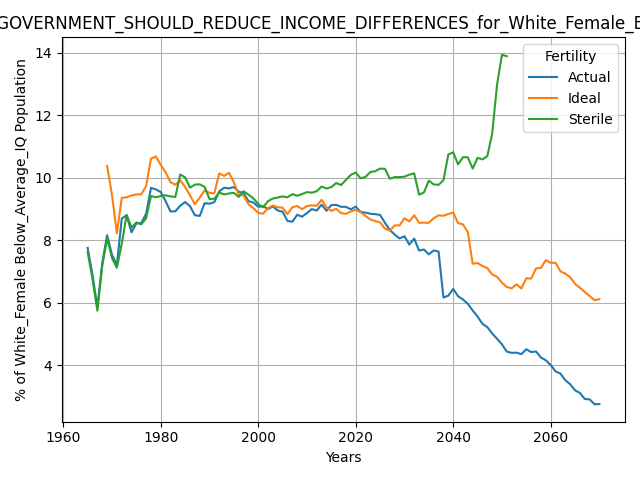 GOVERNMENT_SHOULD_REDUCE_INCOME_DIFFERENCES_for_White_Female_B
% of White_Female Below_Average_IQ Population
14
12
10
8
6
4
Fertility
Actual
Ideal
Sterile
1960 1980 2000 2020 2040 2060
Years